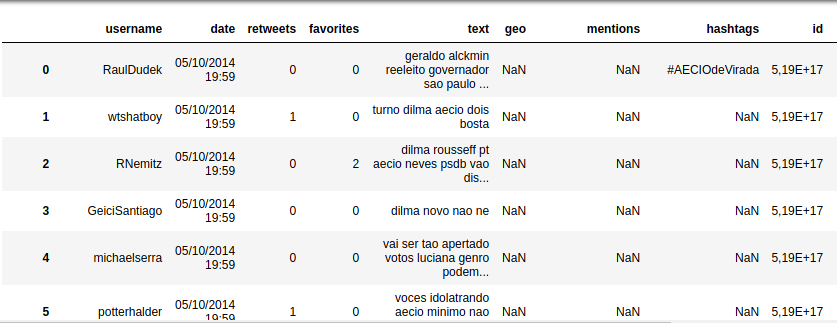 username date retweets favorites text geo mentions hashtags id
0 RaulDudek 05/10/2014 19:59 0 0 geraldo alckmin reeleito governador sao paulo ... NaN NaN #AECIOdeVirada 5,19E+17
1 wtshatboy 05/10/2014 19:59 1 0 turno dilma aecio dois bosta NaN NaN NaN 5,19E+17
2 RNemitz 05/10/2014 19:59 0 2 dilma rousseff pt aecio neves psdb vao dis... NaN NaN NaN 5,19E+17
3 GeiciSantiago 05/10/2014 19:59 0 0 dilma novo nao ne NaN NaN NaN 5,19E+17
4 michaelserra 05/10/2014 19:59 0 0 vai ser tao apertado votos luciana genro podem... NaN NaN NaN 5,19E+17
5 potterhalder 05/10/2014 19:59 1 0 voces idolatrando aecio minimo nao NaN NaN NaN 5,19E+17